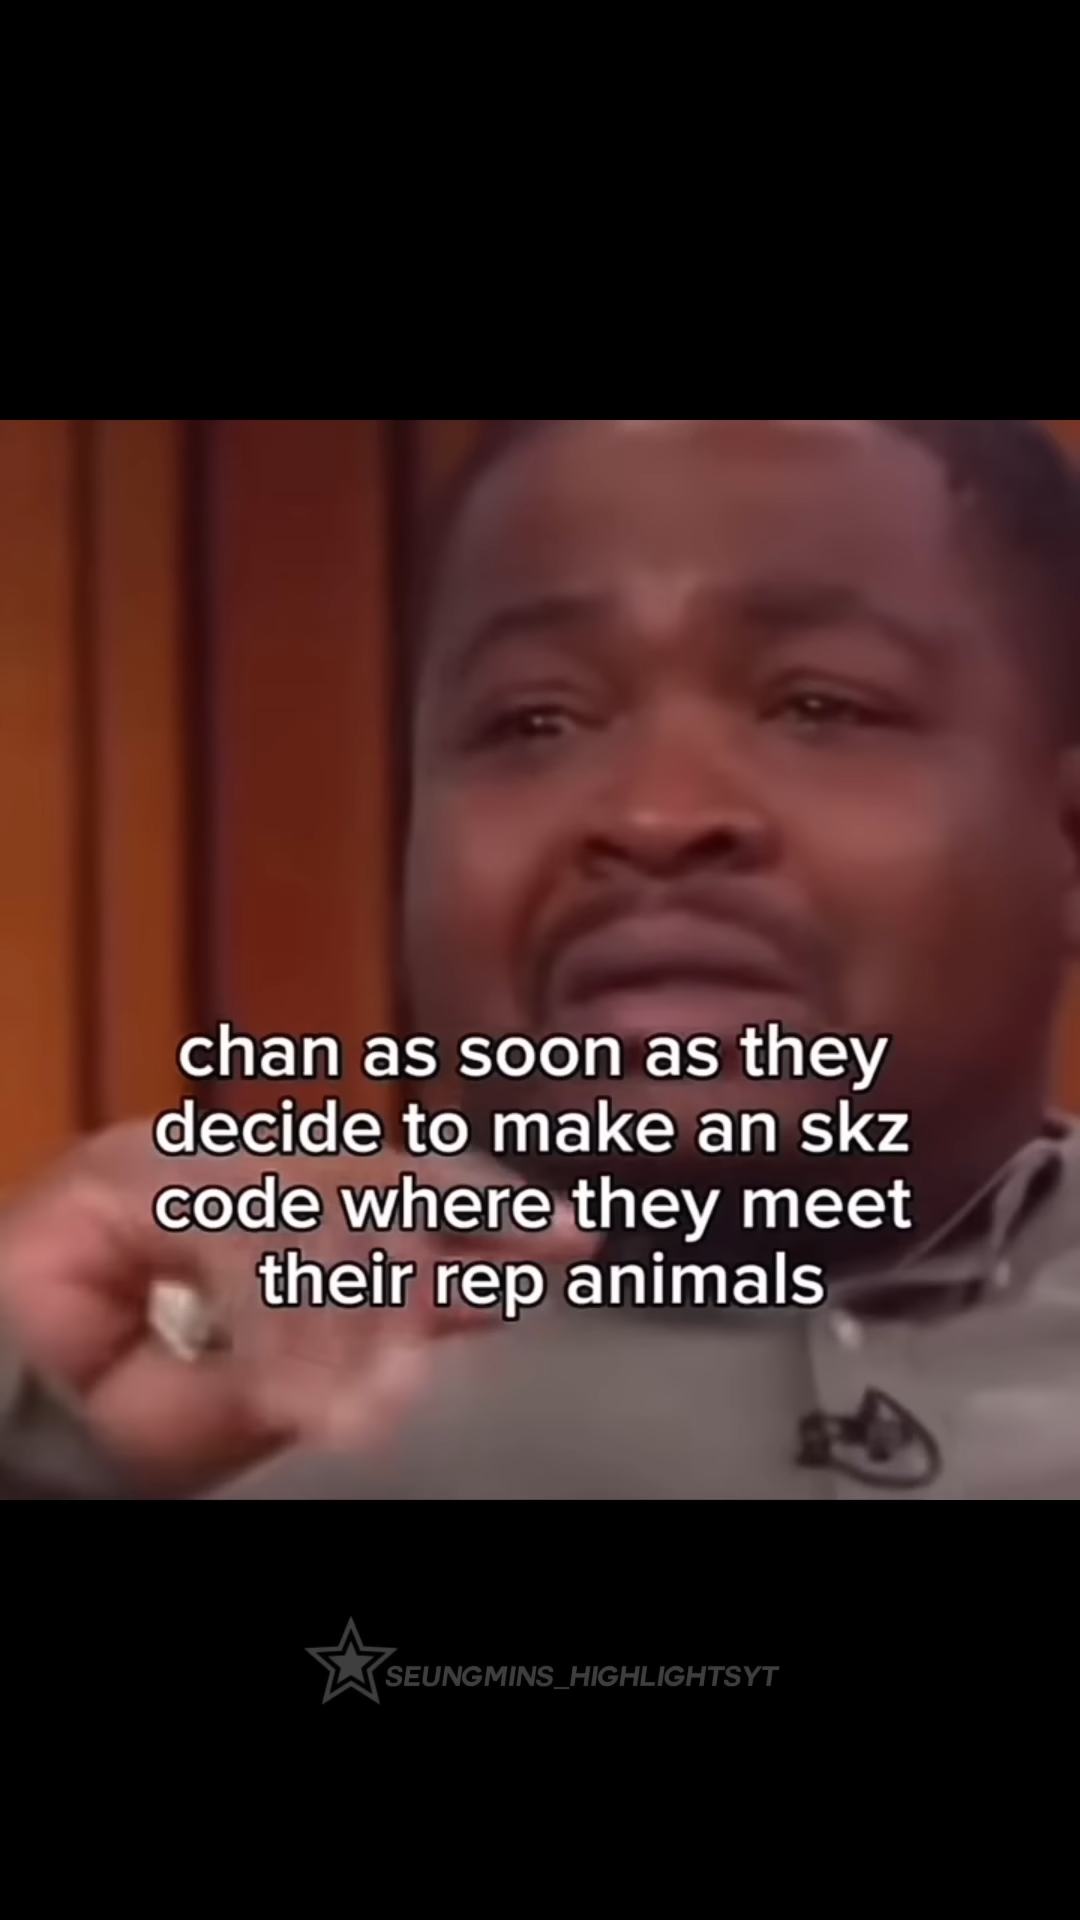 chan as soon as they
decide to make an skz
code where they meet
their rep animals
SEUNGMINS_HIGHLIGHTSYT